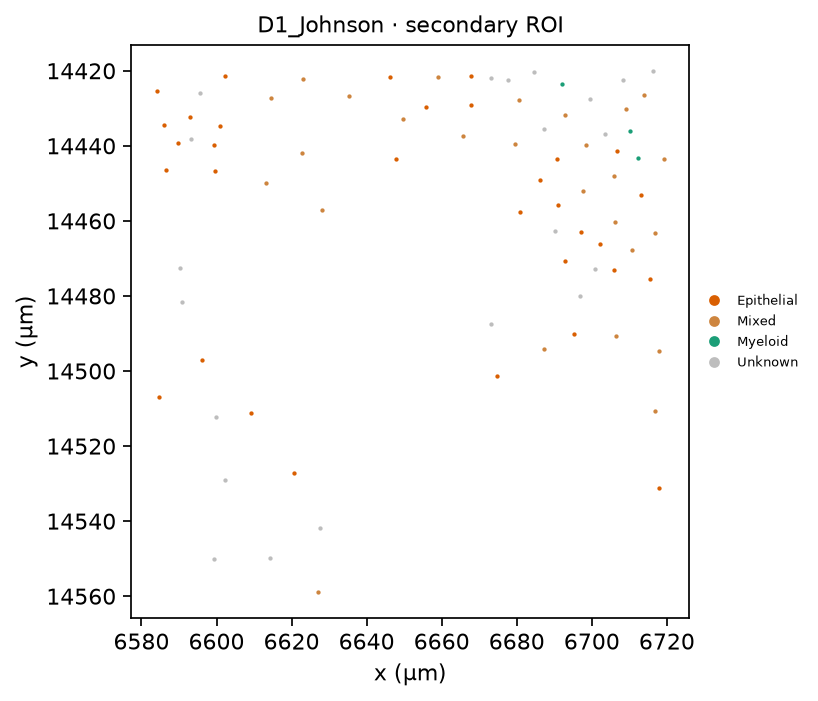 D1_Johnson · secondary ROI
y (µm)
14420
14440
14460
14480
14500
14520
14540
14560
6580 6600 6620 6640 6660 6680 6700 6720
x (µm)
Epithelial
Mixed
Myeloid
Unknown